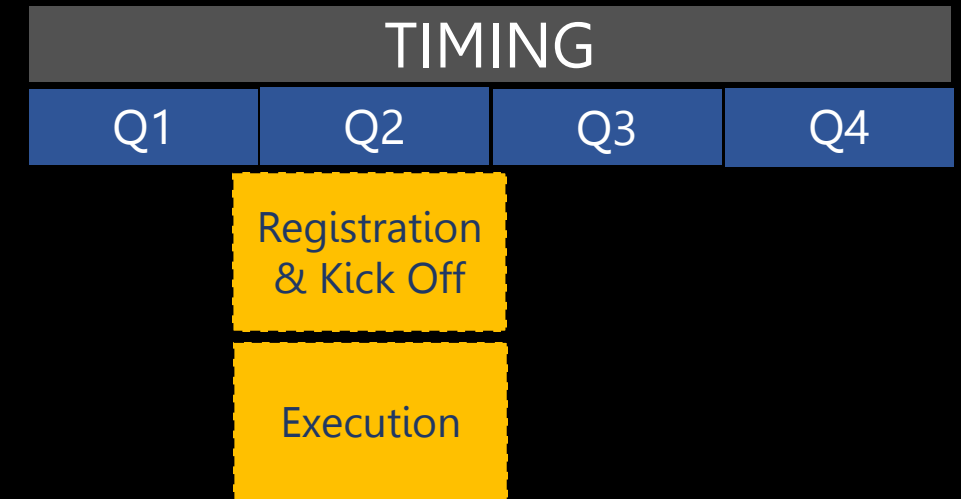 TIMING
Q1 Q2 Q3 Q4
Registration
& Kick Off
Execution